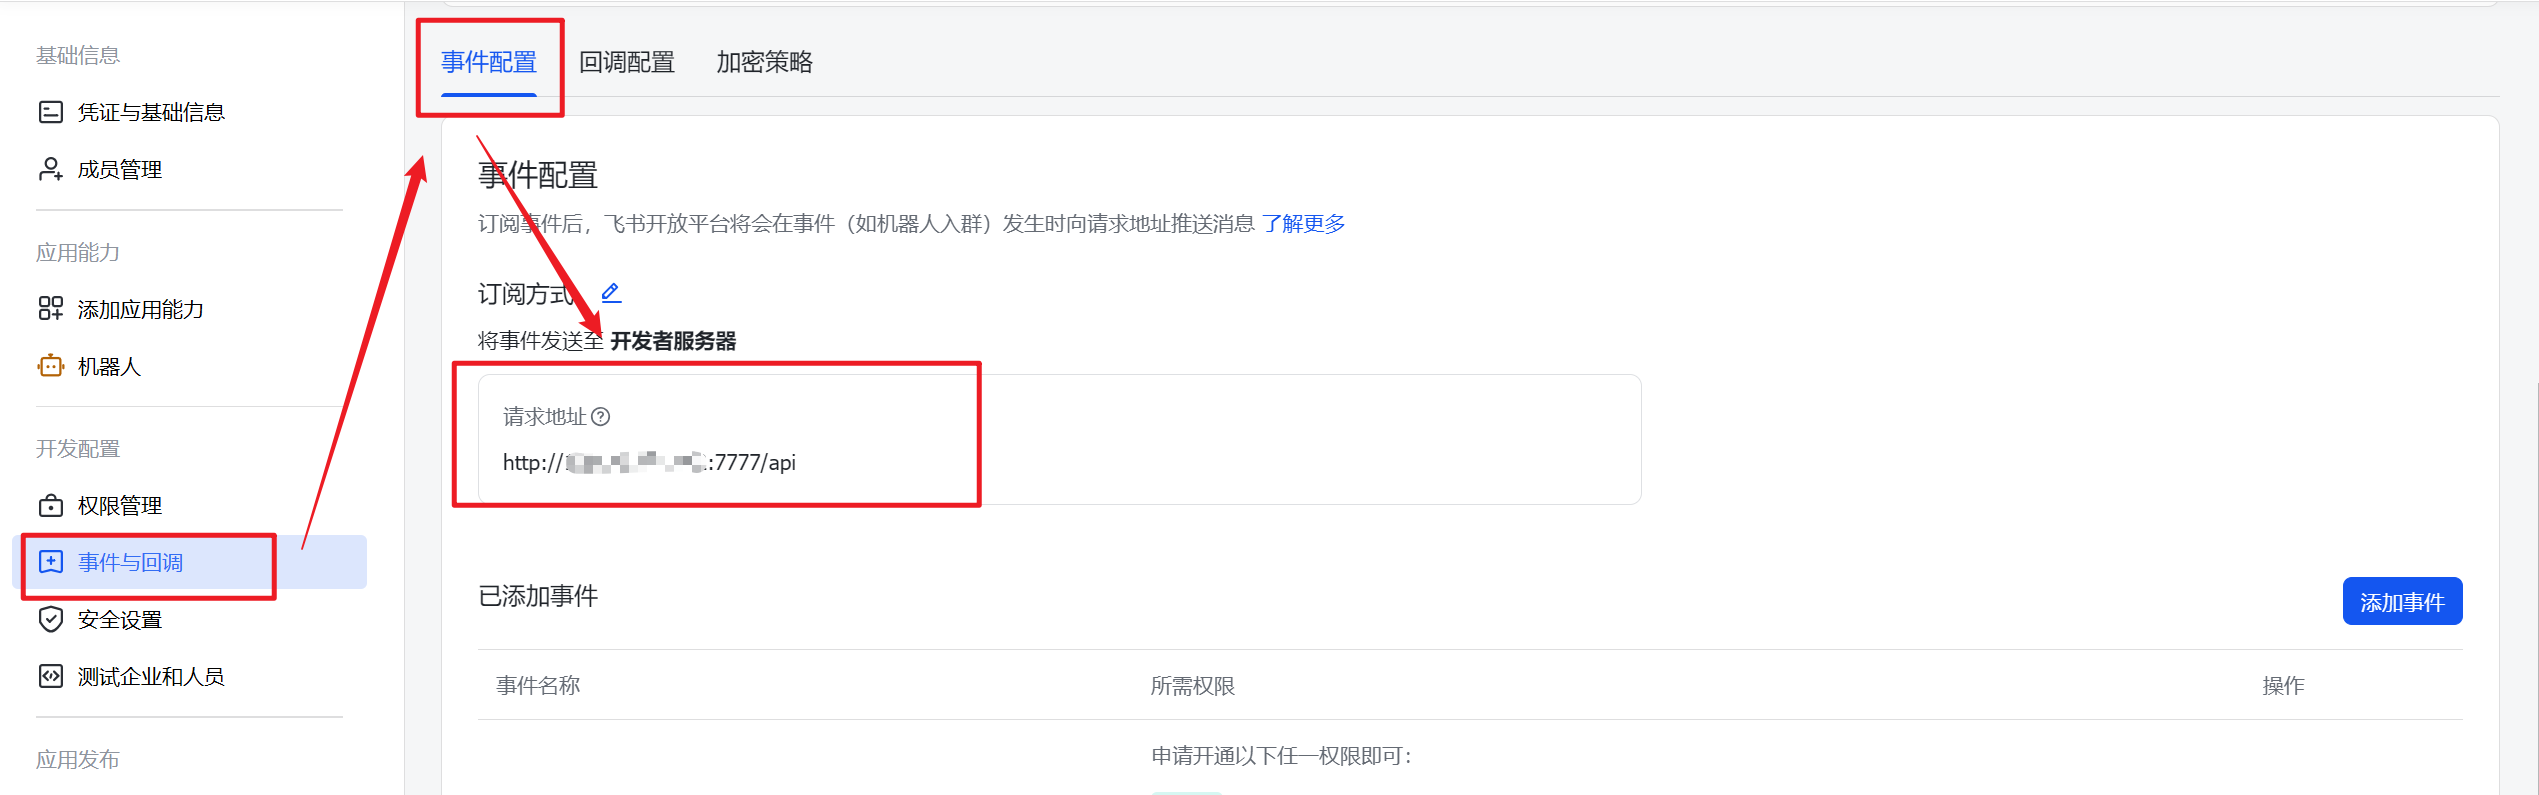 基础信息
凭证与基础信息
成员管理
应用能力
添加应用能力
机器人
开发配置
权限管理
事件与回调
安全设置
测试企业和人员
应用发布
事件配置 回调配置 加密策略
事件配置
订阅事件后，飞书开放平台将会在事件（如机器人入群）发生时向请求地址推送消息 了解更多
订阅方式
将事件发送至 开发者服务器
请求地址
http:// :7777/api
已添加事件
添加事件
事件名称 所需权限 操作
申请开通以下任一权限即可：